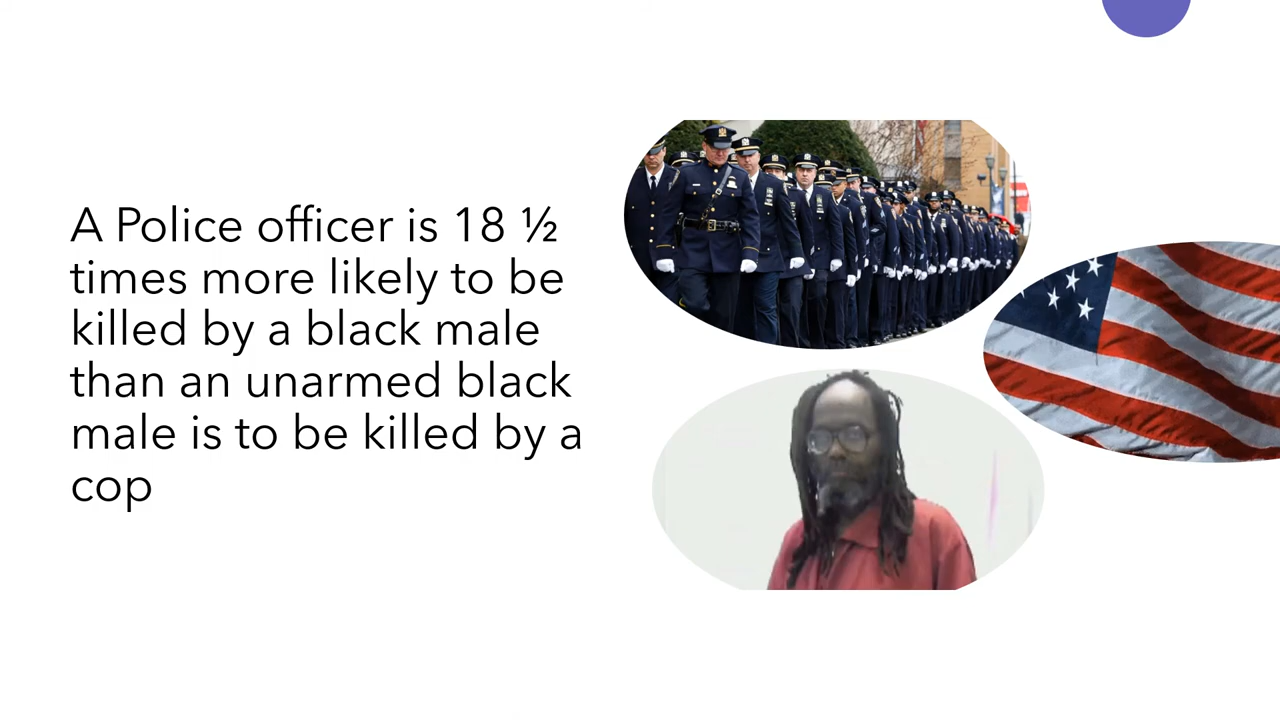 A Police officer is 18 ½
times more likely to be
killed by a black male
than an unarmed black
male is to be killed by a
cop